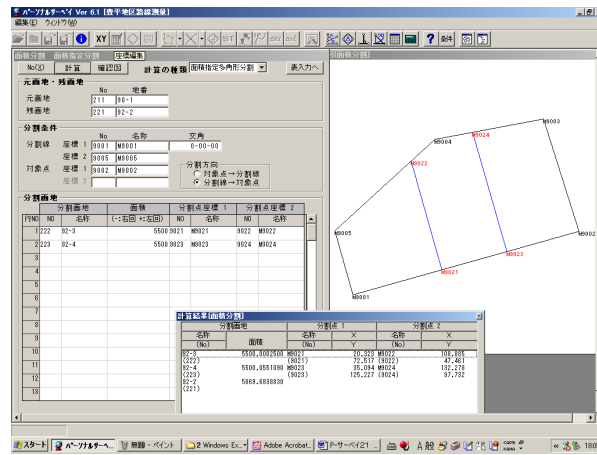 パーソナルサーベイ Ver 6.1 [豊平地区路線測量]
編集(E) ウィンドウ(W)
XY ST ΔXY 条件
面積分割 面積指定分割 座標編集
No(X) 計算 確認図 計算の種類 面積指定多角形分割 表入力へ
元画地・残画地
No 地番
元画地 211 90-1
残画地 221 92-2
分割条件
No 名称 交角
分割線 座標 1 9001 M9001 0-00-00
座標 2 9005 M9005
対象点 座標 1 9002 M9002
座標 2
分割方向
対象点→分割線
分割線→対象点
分割画地
分割画地 面積 分割点座標 1 分割点座標 2
行NO NO 名称 (-:右回 +:左回) NO 名称 NO 名称
1 222 92-3 5500 9021 M9021 9022 M9022
2 223 92-4 5500 9023 M9023 9024 M9024
3
4
5
6
7
8
9
10
11
12
13
[面積分割]
M9003
M9024
M9004
M9022
M9005
M9002
M9023
M9021
M9001
計算結果[面積分割]
分割画地 分割点 1 分割点 2
名称 面積 名称 X 名称 X
(No) (No) Y (No) Y
92-3 5500.0002500 M9021 20.323 M9022 108.085
(222) (9021) 72.517 (9022) 47.461
92-4 5500.0551090 M9023 35.094 M9024 132.278
(223) (9023) 125.227 (9024) 97.732
92-2 5869.6838830
(221)
スタート パーソナルサーベ... 無題 - ペイント 2 Windows Ex... Adobe Acrobat... P-サーベイ21 A 般 CAPS KANA 18:0